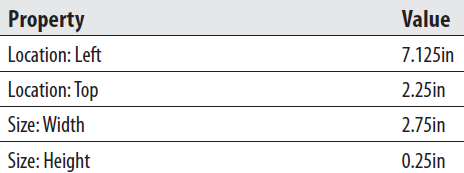 Property Value
Location: Left 7.125in
Location: Top 2.25in
Size: Width 2.75in
Size: Height 0.25in